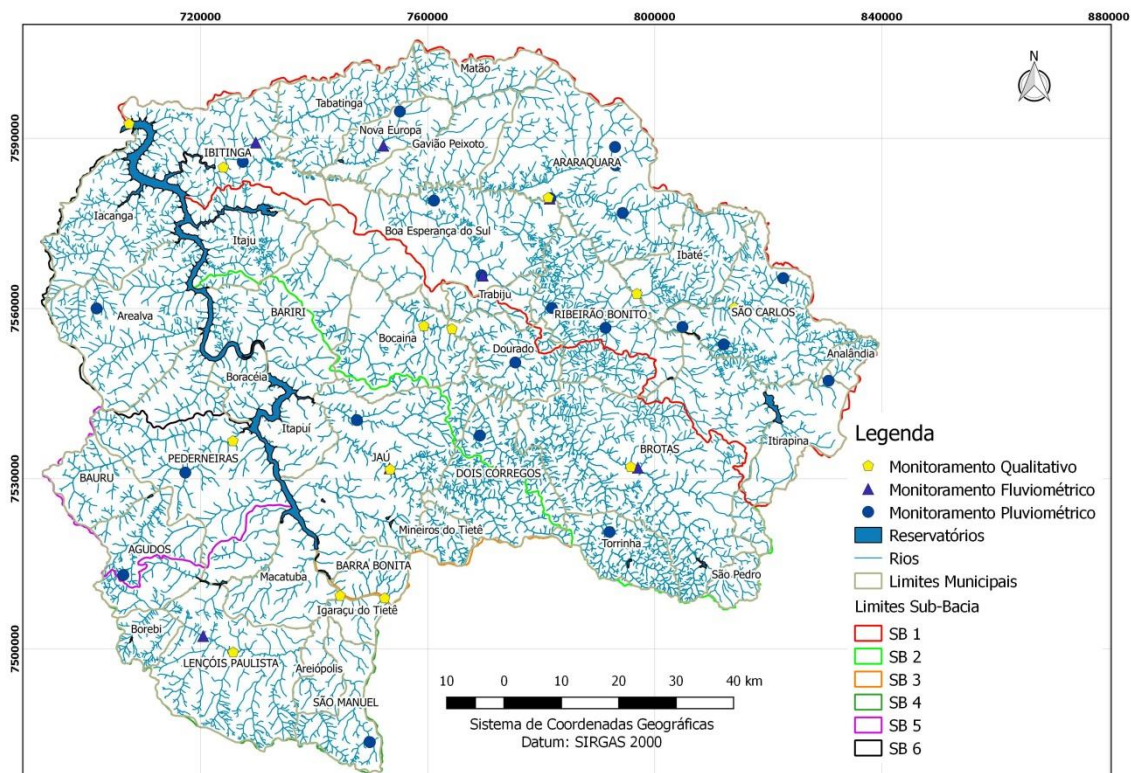 720000 760000 800000 840000 880000
7590000
7560000
7530000
7500000
N
Matão
Tabatinga
Nova Europa
Gavião Peixoto
IBITINGA
ARARAQUARA
Iacanga
Itaju
Boa Esperança do Sul
Ibaté
Trabiju
Arealva
BARIRI
Bocaina
RIBEIRÃO BONITO
SÃO CARLOS
Dourado
Analândia
Boracéia
Itapuí
Itirapina
JAÚ
BROTAS
PEDERNEIRAS
BAURU
DOIS CÓRREGOS
Mineiros do Tietê
Torrinha
AGUDOS
BARRA BONITA
São Pedro
Macatuba
Igaraçu do Tietê
Borebi
LENÇÓIS PAULISTA
Areiópolis
SÃO MANUEL
Legenda
Monitoramento Qualitativo
Monitoramento Fluviométrico
Monitoramento Pluviométrico
Reservatórios
Rios
Limites Municipais
Limites Sub-Bacia
SB 1
SB 2
SB 3
SB 4
SB 5
SB 6
10 0 10 20 30 40 km
Sistema de Coordenadas Geográficas
Datum: SIRGAS 2000